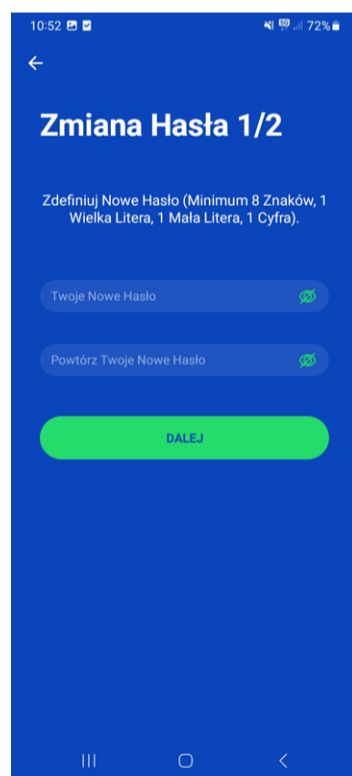 10:52 5G 72%
Zmiana Hasła 1/2
Zdefiniuj Nowe Hasło (Minimum 8 Znaków, 1
Wielka Litera, 1 Mała Litera, 1 Cyfra).
Twoje Nowe Hasło
Powtórz Twoje Nowe Hasło
DALEJ